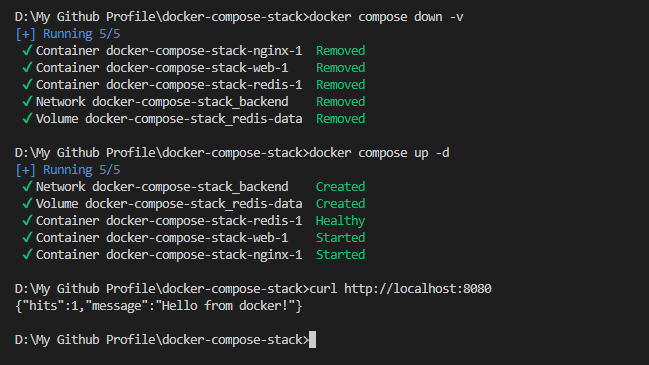 D:\My Github Profile\docker-compose-stack>docker compose down -v
[+] Running 5/5
✓ Container docker-compose-stack-nginx-1 Removed
✓ Container docker-compose-stack-web-1 Removed
✓ Container docker-compose-stack-redis-1 Removed
✓ Network docker-compose-stack_backend Removed
✓ Volume docker-compose-stack_redis-data Removed
D:\My Github Profile\docker-compose-stack>docker compose up -d
[+] Running 5/5
✓ Network docker-compose-stack_backend Created
✓ Volume docker-compose-stack_redis-data Created
✓ Container docker-compose-stack-redis-1 Healthy
✓ Container docker-compose-stack-web-1 Started
✓ Container docker-compose-stack-nginx-1 Started
D:\My Github Profile\docker-compose-stack>curl http://localhost:8080
{"hits":1,"message":"Hello from docker!"}
D:\My Github Profile\docker-compose-stack>